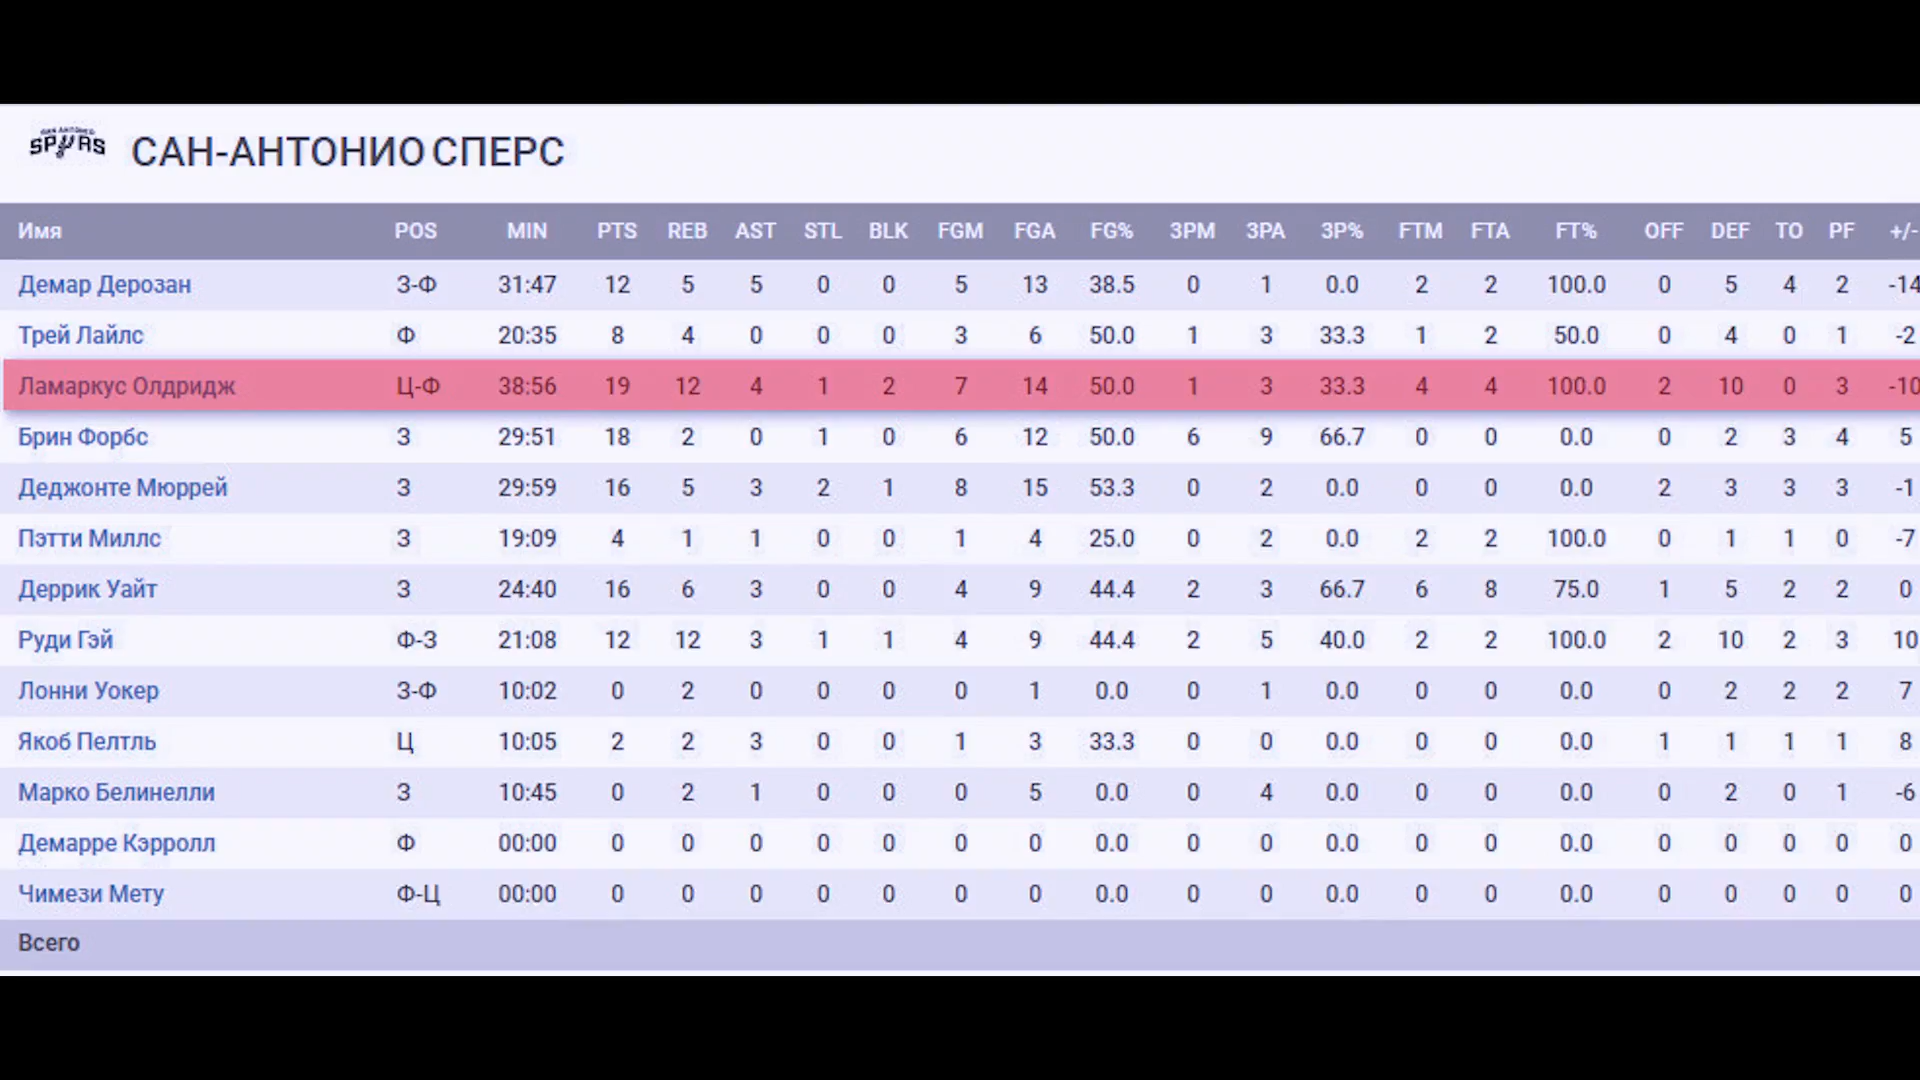 SAN ANTONIO
SPURS
САН-АНТОНИО СПЕРС
Имя POS MIN PTS REB AST STL BLK FGM FGA FG% 3PM 3PA 3P% FTM FTA FT% OFF DEF TO PF +/-
Демар Дерозан З-Ф 31:47 12 5 5 0 0 5 13 38.5 0 1 0.0 2 2 100.0 0 5 4 2 -14
Трей Лайлс Ф 20:35 8 4 0 0 0 3 6 50.0 1 3 33.3 1 2 50.0 0 4 0 1 -2
Ламаркус Олдридж Ц-Ф 38:56 19 12 4 1 2 7 14 50.0 1 3 33.3 4 4 100.0 2 10 0 3 -10
Брин Форбс З 29:51 18 2 0 1 0 6 12 50.0 6 9 66.7 0 0 0.0 0 2 3 4 5
Деджонте Мюррей З 29:59 16 5 3 2 1 8 15 53.3 0 2 0.0 0 0 0.0 2 3 3 3 -1
Пэтти Миллс З 19:09 4 1 1 0 0 1 4 25.0 0 2 0.0 2 2 100.0 0 1 1 0 -7
Деррик Уайт З 24:40 16 6 3 0 0 4 9 44.4 2 3 66.7 6 8 75.0 1 5 2 2 0
Руди Гэй Ф-З 21:08 12 12 3 1 1 4 9 44.4 2 5 40.0 2 2 100.0 2 10 2 3 10
Лонни Уокер З-Ф 10:02 0 2 0 0 0 0 1 0.0 0 1 0.0 0 0 0.0 0 2 2 2 7
Якоб Пелтль Ц 10:05 2 2 3 0 0 1 3 33.3 0 0 0.0 0 0 0.0 1 1 1 1 8
Марко Белинелли З 10:45 0 2 1 0 0 0 5 0.0 0 4 0.0 0 0 0.0 0 2 0 1 -6
Демарре Кэрролл Ф 00:00 0 0 0 0 0 0 0 0.0 0 0 0.0 0 0 0.0 0 0 0 0 0
Чимези Мету Ф-Ц 00:00 0 0 0 0 0 0 0 0.0 0 0 0.0 0 0 0.0 0 0 0 0 0
Всего